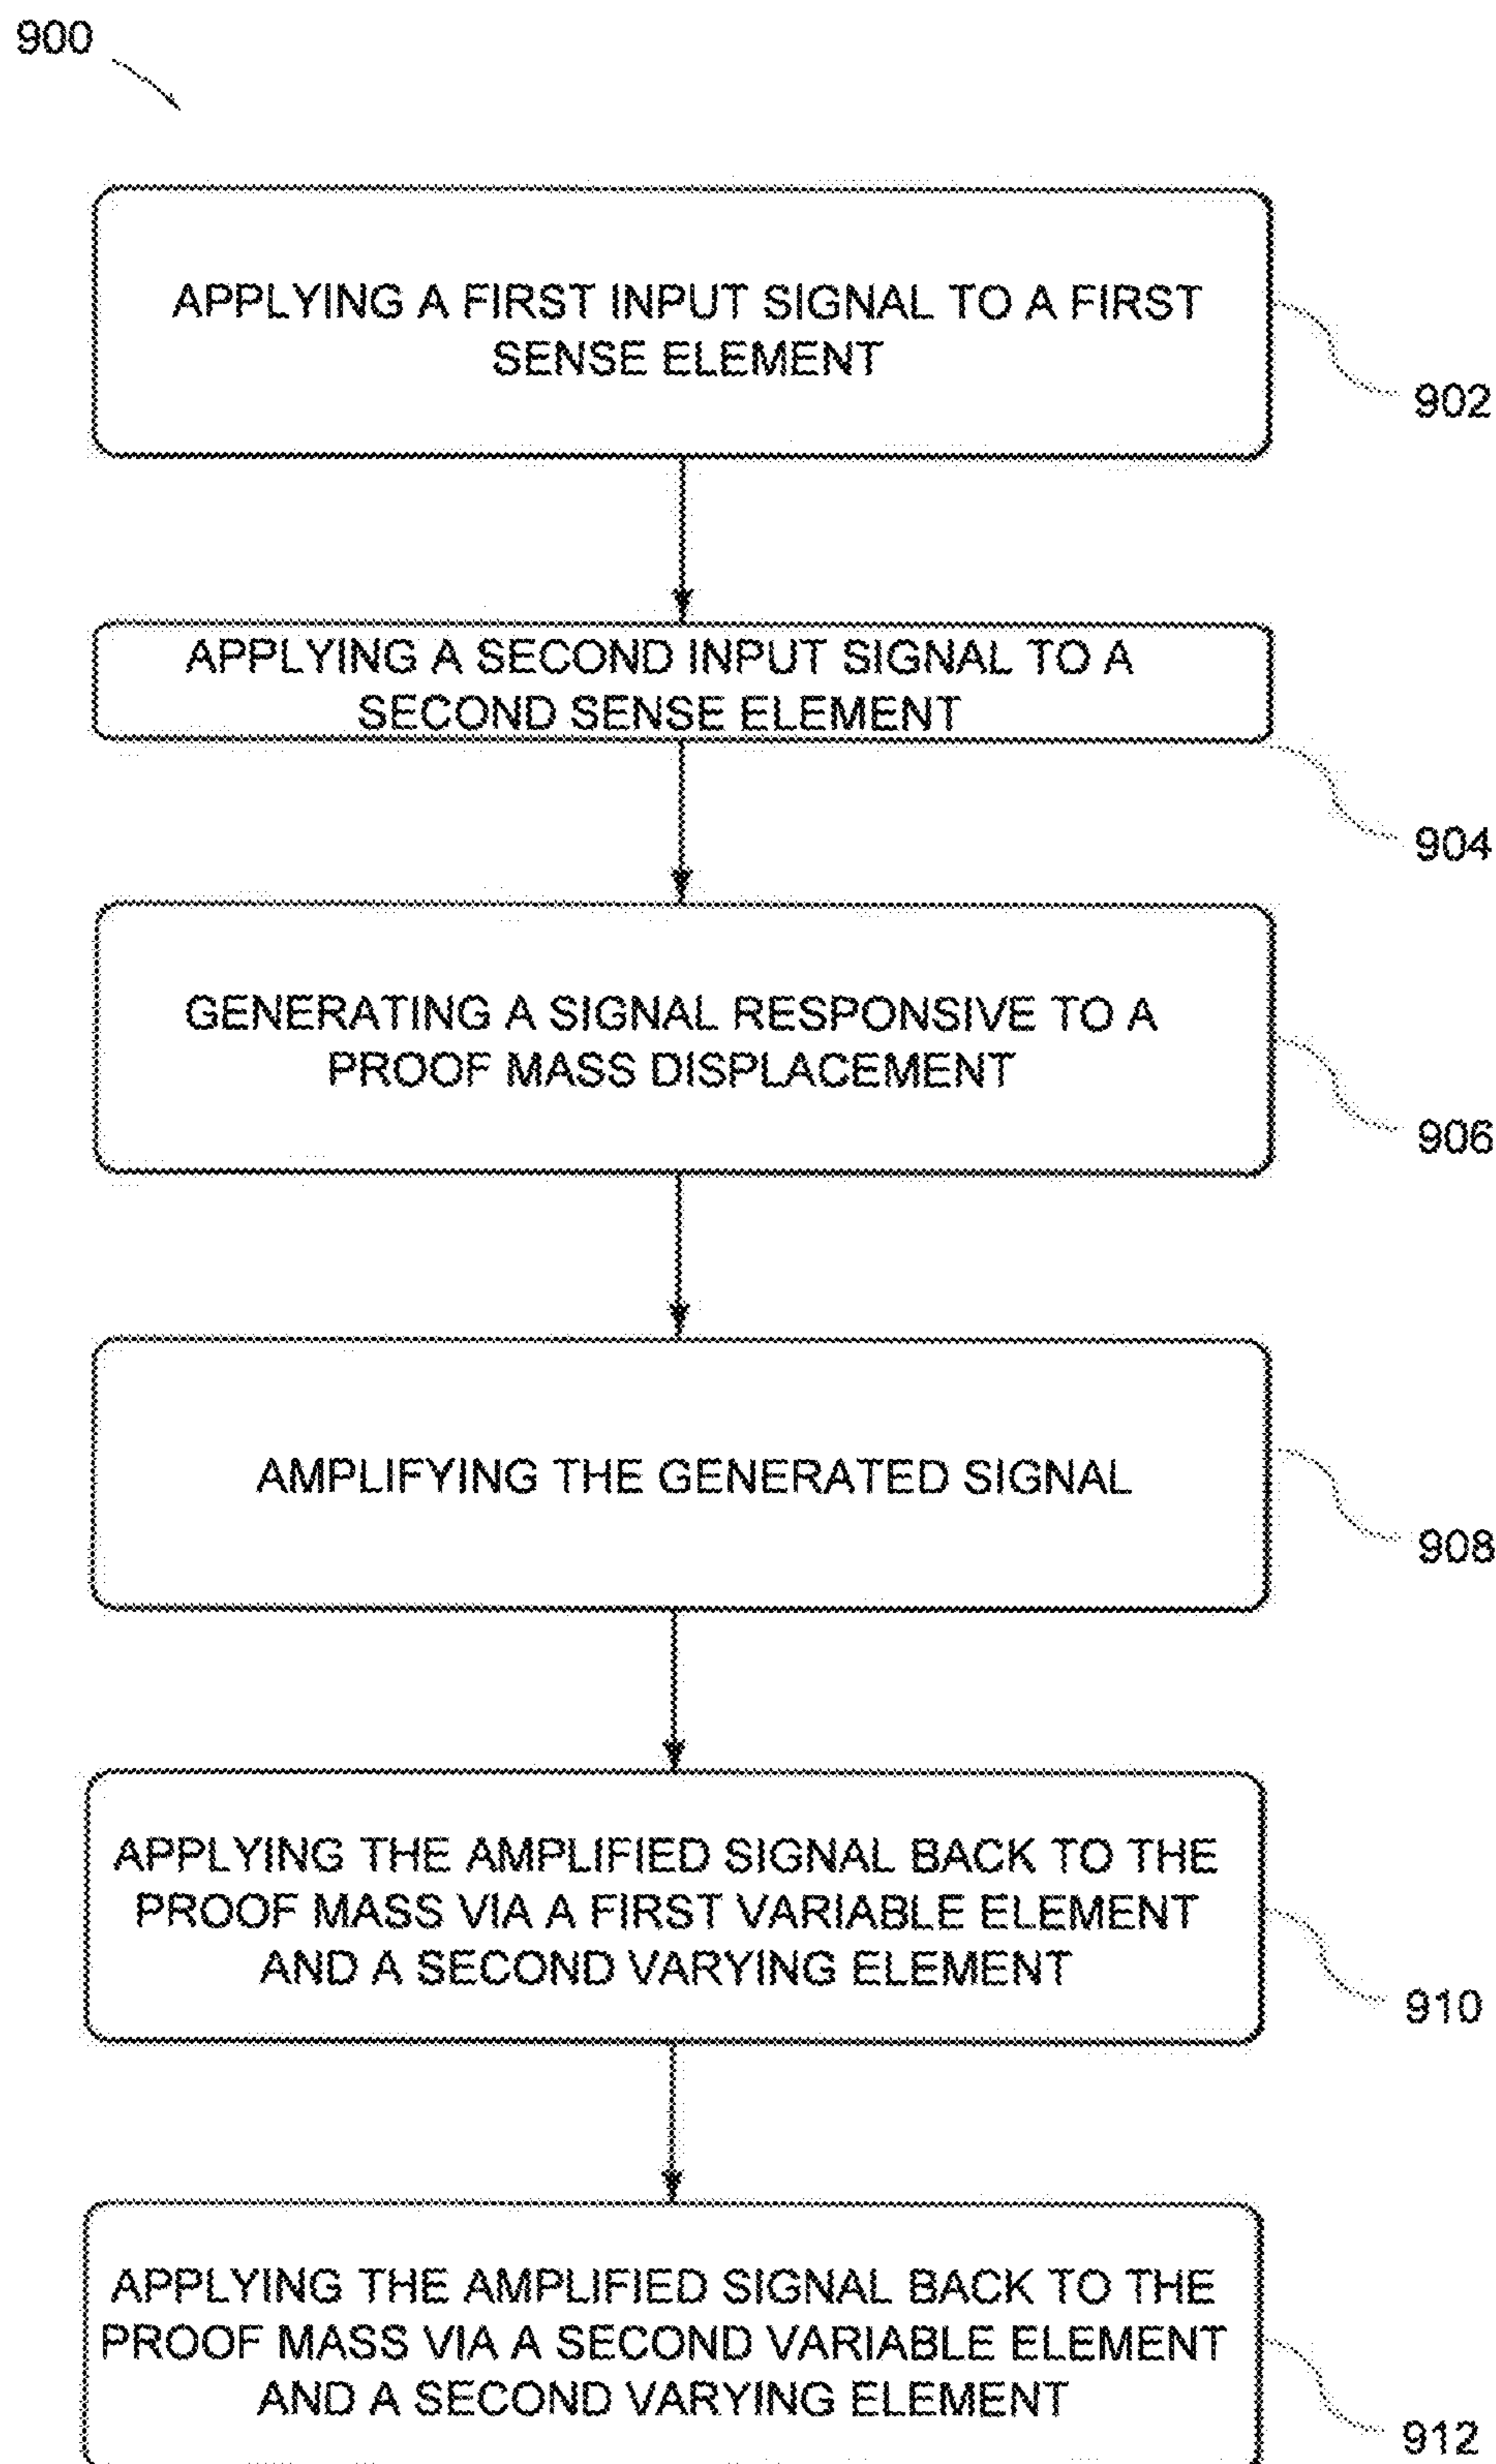 900
APPLYING A FIRST INPUT SIGNAL TO A FIRST
SENSE ELEMENT
902
APPLYING A SECOND INPUT SIGNAL TO A
SECOND SENSE ELEMENT
904
GENERATING A SIGNAL RESPONSIVE TO A
PROOF MASS DISPLACEMENT
906
AMPLIFYING THE GENERATED SIGNAL
908
APPLYING THE AMPLIFIED SIGNAL BACK TO THE
PROOF MASS VIA A FIRST VARIABLE ELEMENT
AND A SECOND VARYING ELEMENT
910
APPLYING THE AMPLIFIED SIGNAL BACK TO THE
PROOF MASS VIA A SECOND VARIABLE ELEMENT
AND A SECOND VARYING ELEMENT
912